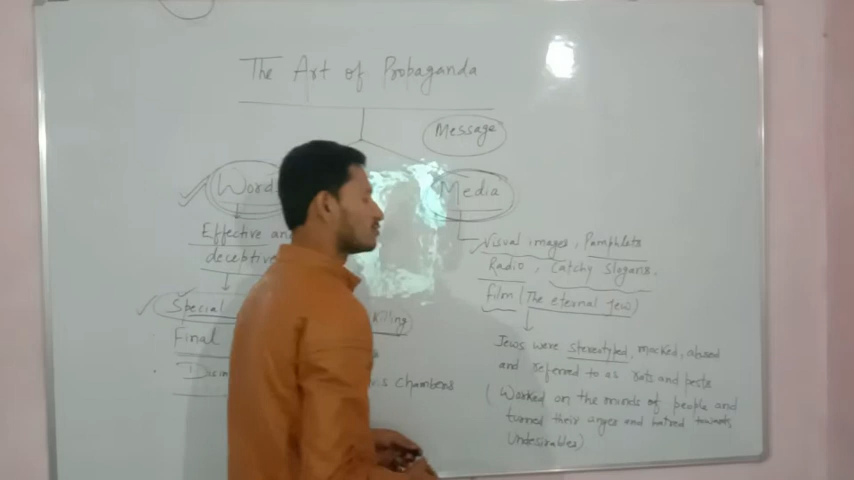 The Art of Propaganda
Message
Word
Media
Effective and
deceptive
Visual images, Pamphlets
Radio, Catchy slogans,
film (The eternal Jew)
Special
Killing)
Final
Jews were stereotyped, mocked, abused
and referred to as rats and pests
Chambers
(Worked on the minds of people and
turned their anger and hatred towards
Undesirables)